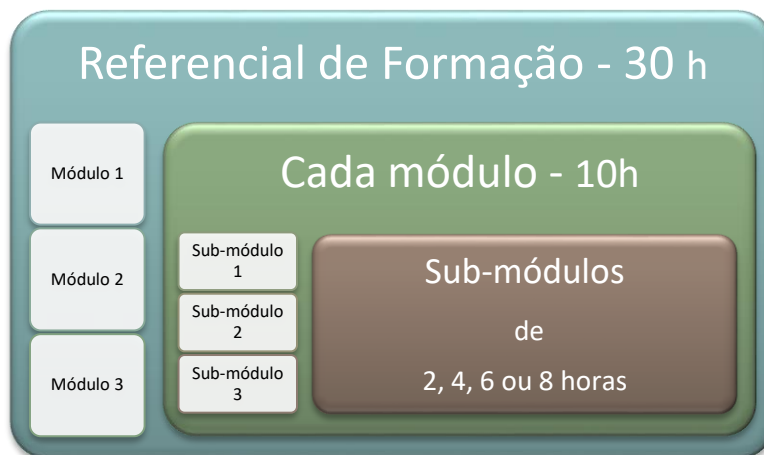 Referencial de Formação - 30 h
Módulo 1
Módulo 2
Módulo 3
Cada módulo - 10h
Sub-módulo
1
Sub-módulo
2
Sub-módulo
3
Sub-módulos
de
2, 4, 6 ou 8 horas